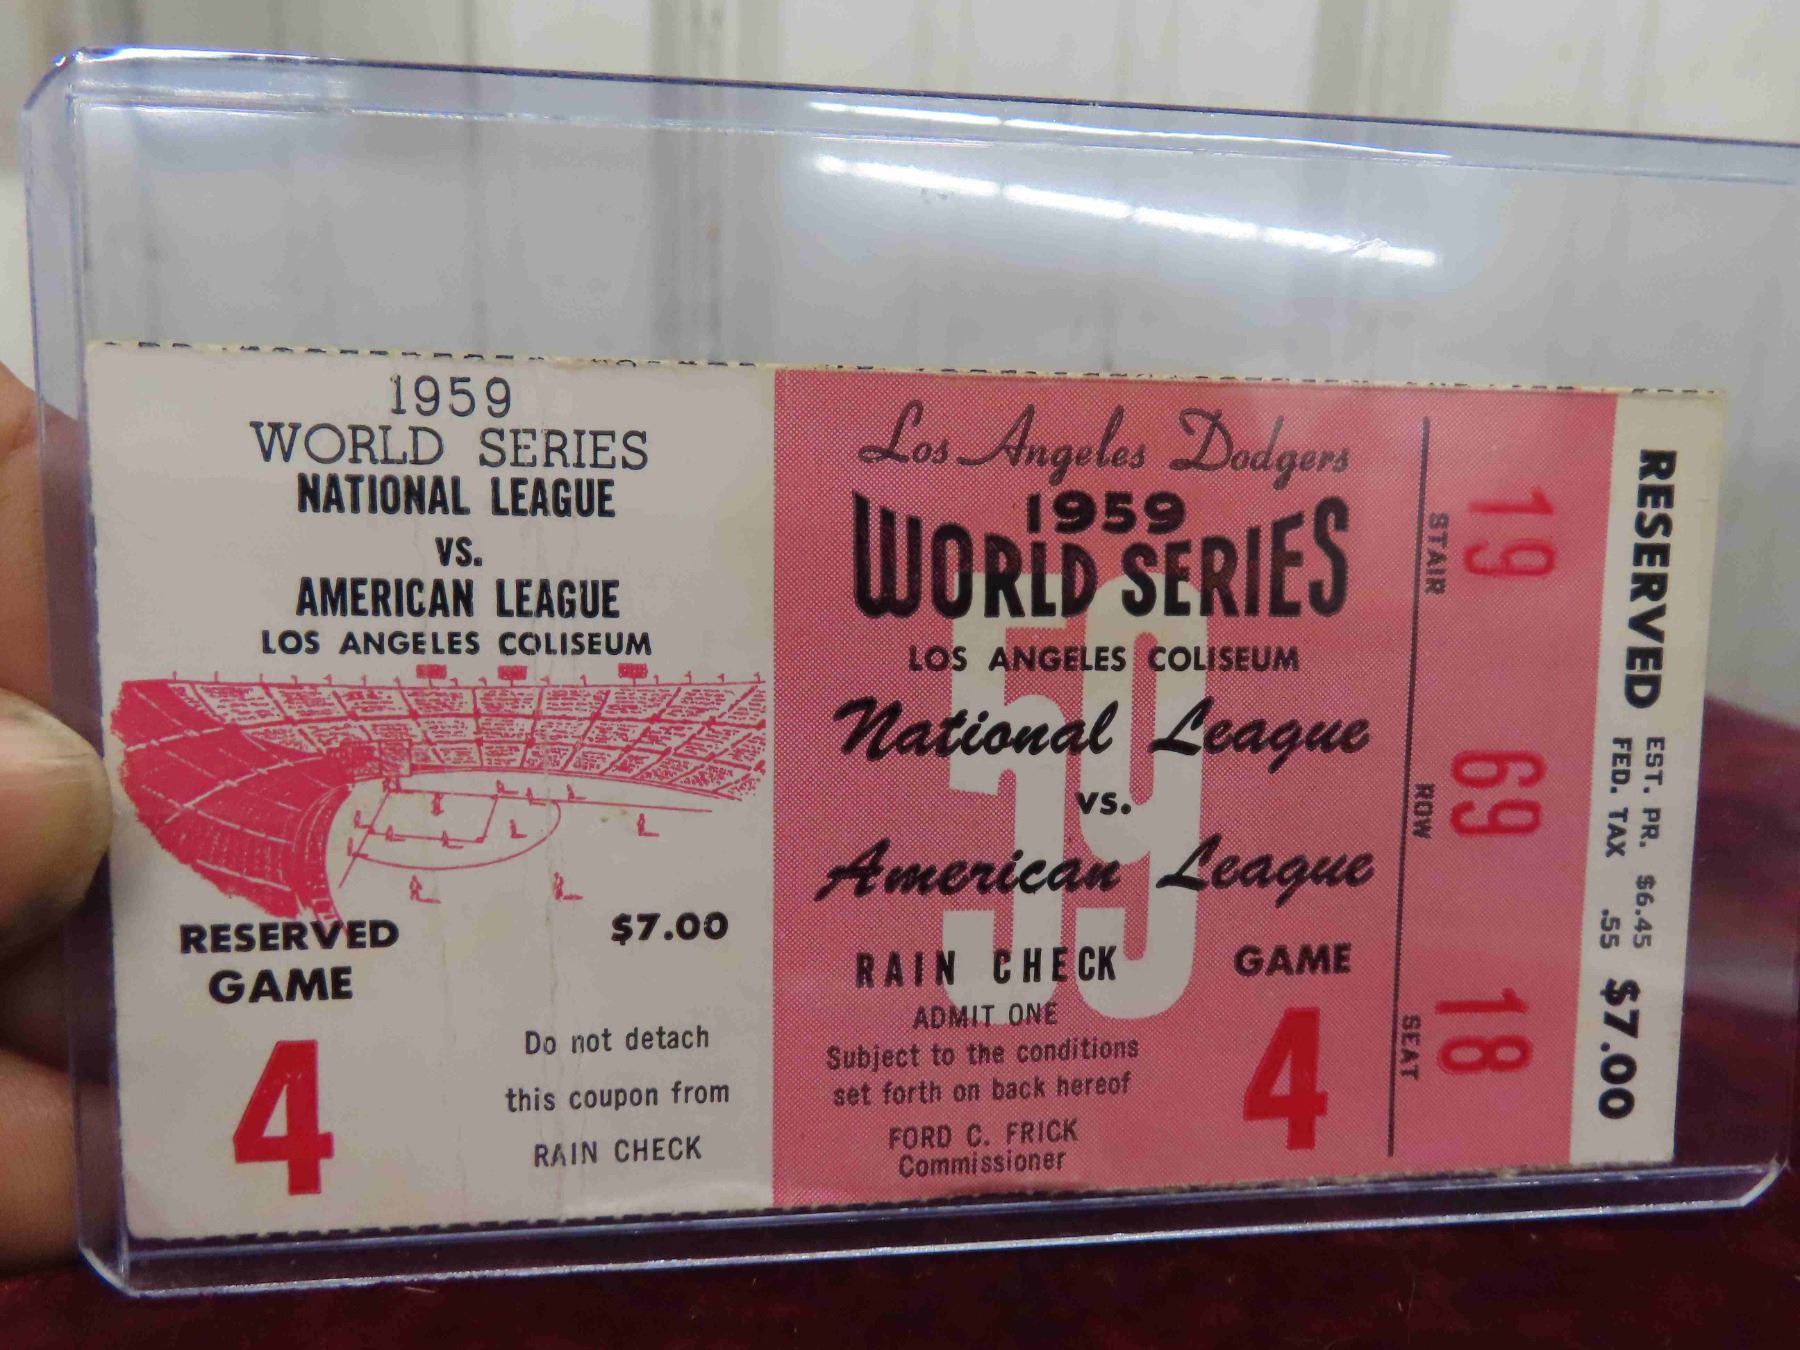 1959
WORLD SERIES
NATIONAL LEAGUE
VS.
AMERICAN LEAGUE
LOS ANGELES COLISEUM
RESERVED
GAME
4
$7.00
Do not detach
this coupon from
RAIN CHECK
Los Angeles Dodgers
1959
WORLD SERIES
59
LOS ANGELES COLISEUM
National League
vs.
American League
RAIN CHECK
ADMIT ONE
Subject to the conditions
set forth on back hereof
FORD C. FRICK
Commissioner
GAME
4
19
STAIR
69
ROW
18
SEAT
RESERVED
EST. PR. $6.45
FED. TAX .55
$7.00